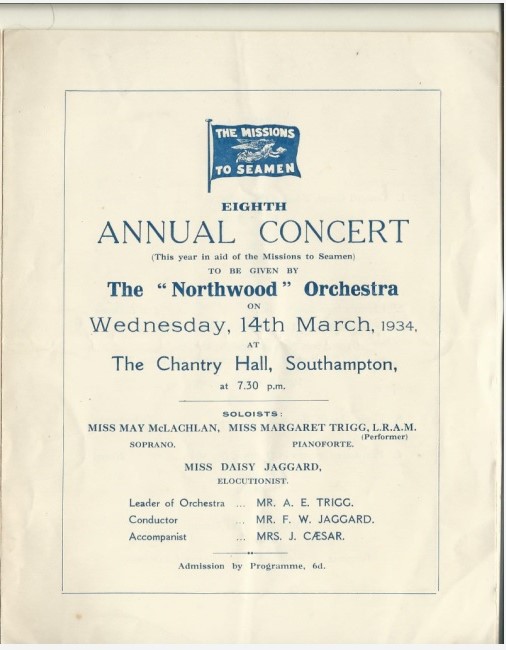 THE MISSIONS
TO SEAMEN
EIGHTH
ANNUAL CONCERT
(This year in aid of the Missions to Seamen)
TO BE GIVEN BY
The "Northwood" Orchestra
ON
Wednesday, 14th March, 1934,
AT
The Chantry Hall, Southampton,
at 7.30 p.m.
SOLOISTS:
MISS MAY McLACHLAN, MISS MARGARET TRIGG, L.R.A.M.
(Performer)
SOPRANO. PIANOFORTE.
MISS DAISY JAGGARD,
ELOCUTIONIST.
Leader of Orchestra ... MR. A. E. TRIGG.
Conductor ... MR. F. W. JAGGARD.
Accompanist ... MRS. J. CÆSAR.
Admission by Programme, 6d.